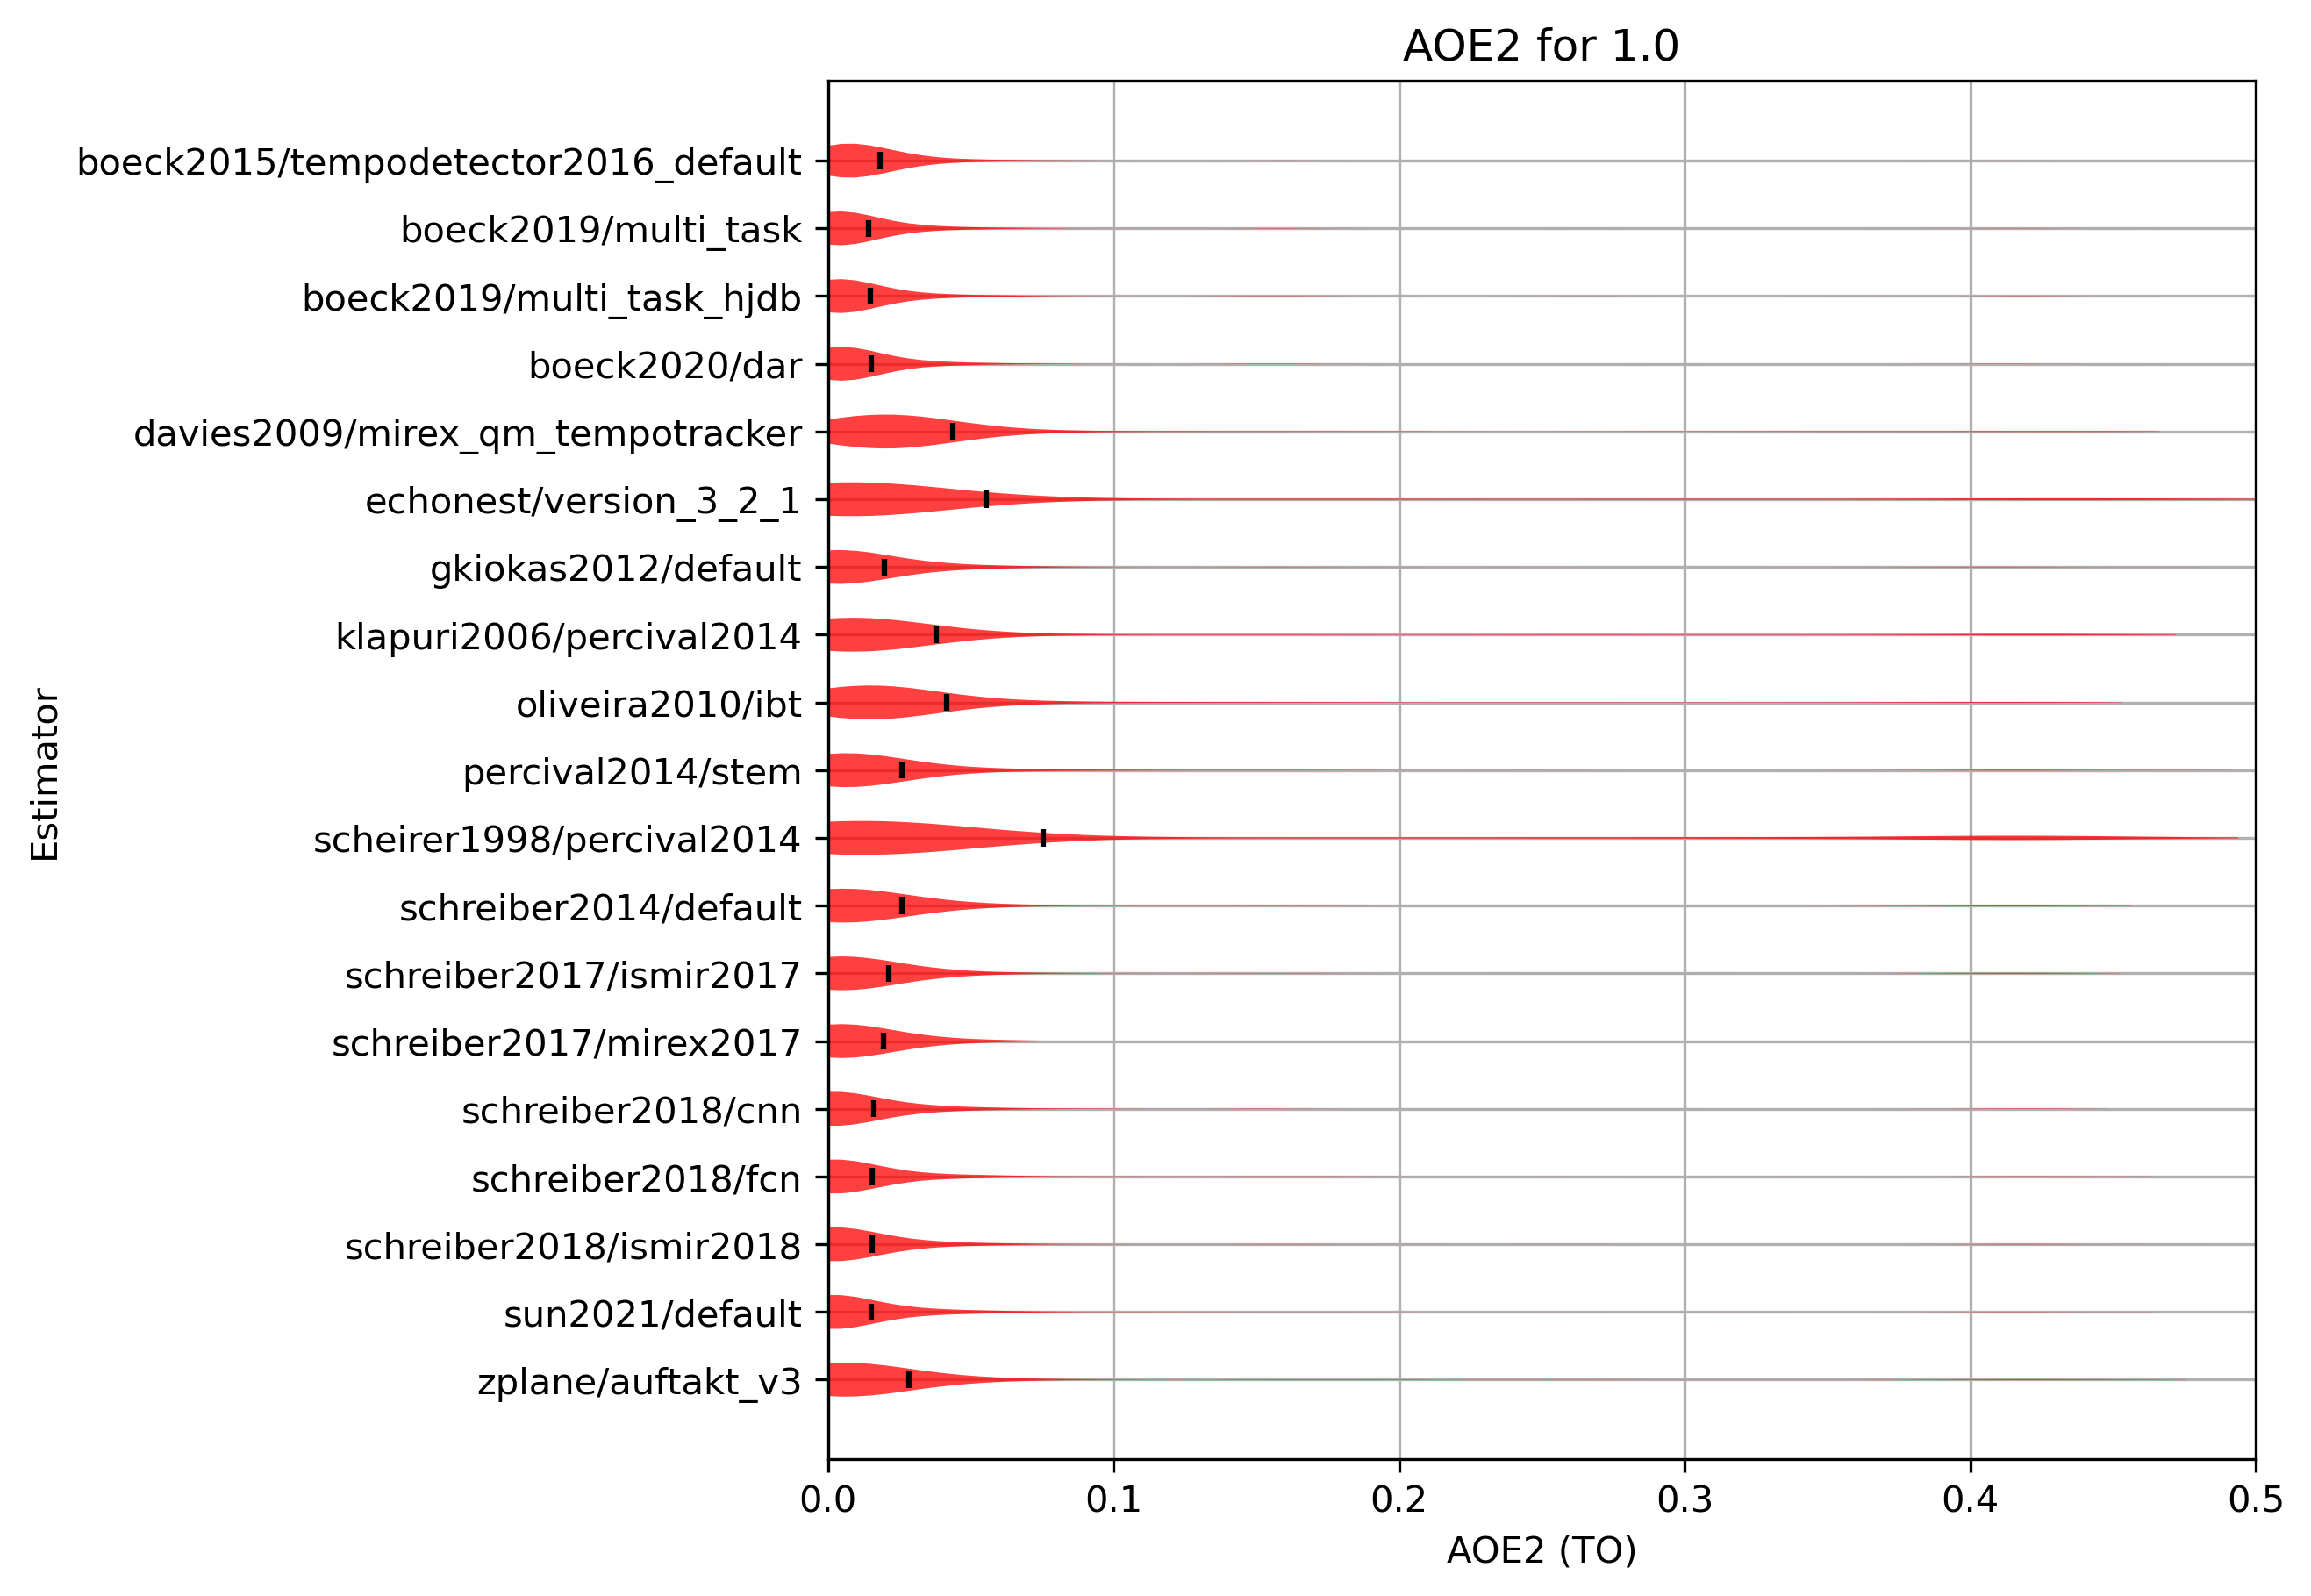 AOE2 for 1.0
boeck2015/tempodetector2016_default
boeck2019/multi_task
boeck2019/multi_task_hjdb
boeck2020/dar
davies2009/mirex_qm_tempotracker
echonest/version_3_2_1
gkiokas2012/default
klapuri2006/percival2014
oliveira2010/ibt
percival2014/stem
scheirer1998/percival2014
schreiber2014/default
schreiber2017/ismir2017
schreiber2017/mirex2017
schreiber2018/cnn
schreiber2018/fcn
schreiber2018/ismir2018
sun2021/default
zplane/auftakt_v3
Estimator
0.0 0.1 0.2 0.3 0.4 0.5
AOE2 (TO)